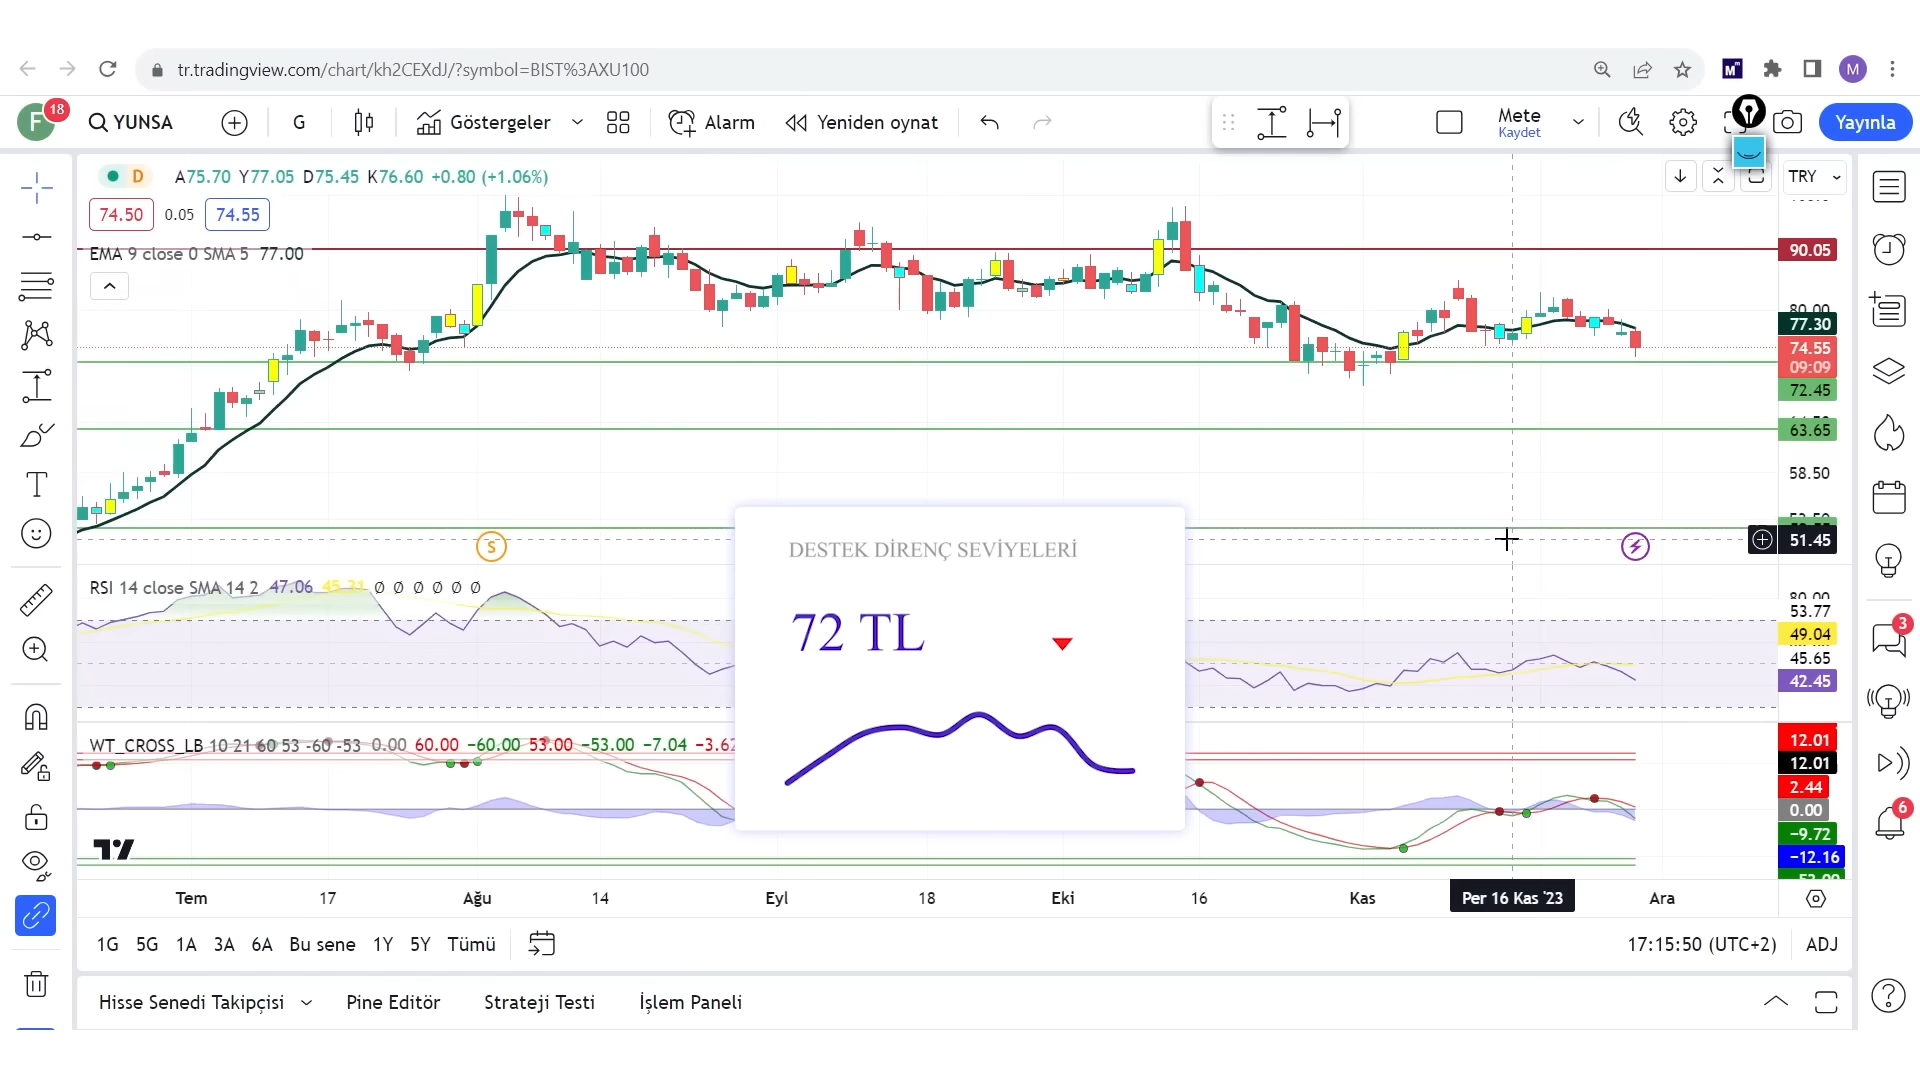 tr.tradingview.com/chart/kh2CEXdJ/?symbol=BIST%3AXU100
M
M
F
18
YUNSA
G
Göstergeler
Alarm
Yeniden oynat
Mete
Kaydet
Yayınla
D
A75.70 Y77.05 D75.45 K76.60 +0.80 (+1.06%)
TRY
74.50
0.05
74.55
EMA 9 close 0 SMA 5 77.00
90.05
80.00
77.30
74.55
09:09
72.45
63.65
58.50
51.45
S
DESTEK DİRENÇ SEVİYELERİ
72 TL
RSI 14 close SMA 14 2 47.06 45.31 Ø Ø Ø Ø Ø Ø
80.00
53.77
49.04
45.65
42.45
3
WT_CROSS_LB 10 21 60 53 -60 -53 0.00 60.00 −60.00 53.00 −53.00 −7.04 −3.62
12.01
12.01
2.44
0.00
−9.72
−12.16
6
Tem
17
Ağu
14
Eyl
18
Eki
16
Kas
Per 16 Kas '23
Ara
1G 5G 1A 3A 6A Bu sene 1Y 5Y Tümü
17:15:50 (UTC+2)
ADJ
Hisse Senedi Takipçisi
Pine Editör
Strateji Testi
İşlem Paneli